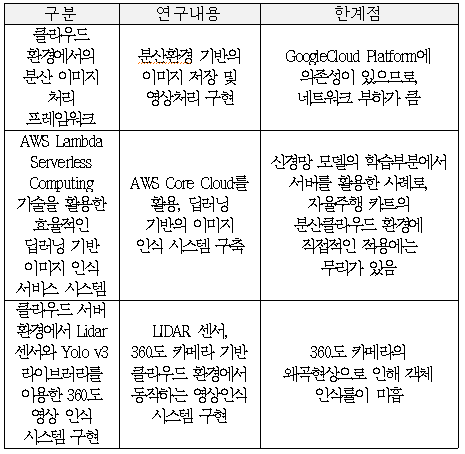 구분
연구내용
한계점
클라우드
환경에서의
분산 이미지
처리
프레임워크
분산환경 기반의
이미지 저장 및
영상처리 구현
GoogleCloud Platform에
의존성이 있으므로,
네트워크 부하가 큼
AWS Lambda
Serverless
Computing
기술을 활용한
효율적인
딥러닝 기반
이미지 인식
서비스 시스템
AWS Core Cloud를
활용, 딥러닝
기반의 이미지
인식 시스템 구축
신경망 모델의 학습부분에서
서버를 활용한 사례로,
자율주행 카트의
분산클라우드 환경에
직접적인 적용에는
무리가 있음
클라우드 서버
환경에서 Lidar
센서와 Yolo v3
라이브러리를
이용한 360도
영상 인식
시스템 구현
LIDAR 센서,
360도 카메라 기반
클라우드 환경에서
동작하는 영상인식
시스템 구현
360도 카메라의
왜곡현상으로 인해 객체
인식률이 미흡